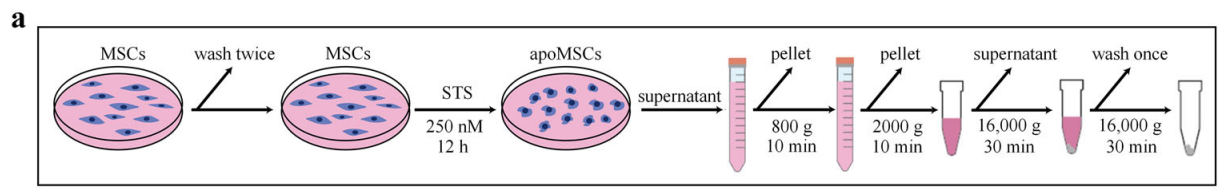 a
MSCs
wash twice
MSCs
STS
250 nM
12 h
apoMSCs
supernatant
pellet
800 g
10 min
pellet
2000 g
10 min
supernatant
16,000 g
30 min
wash once
16,000 g
30 min